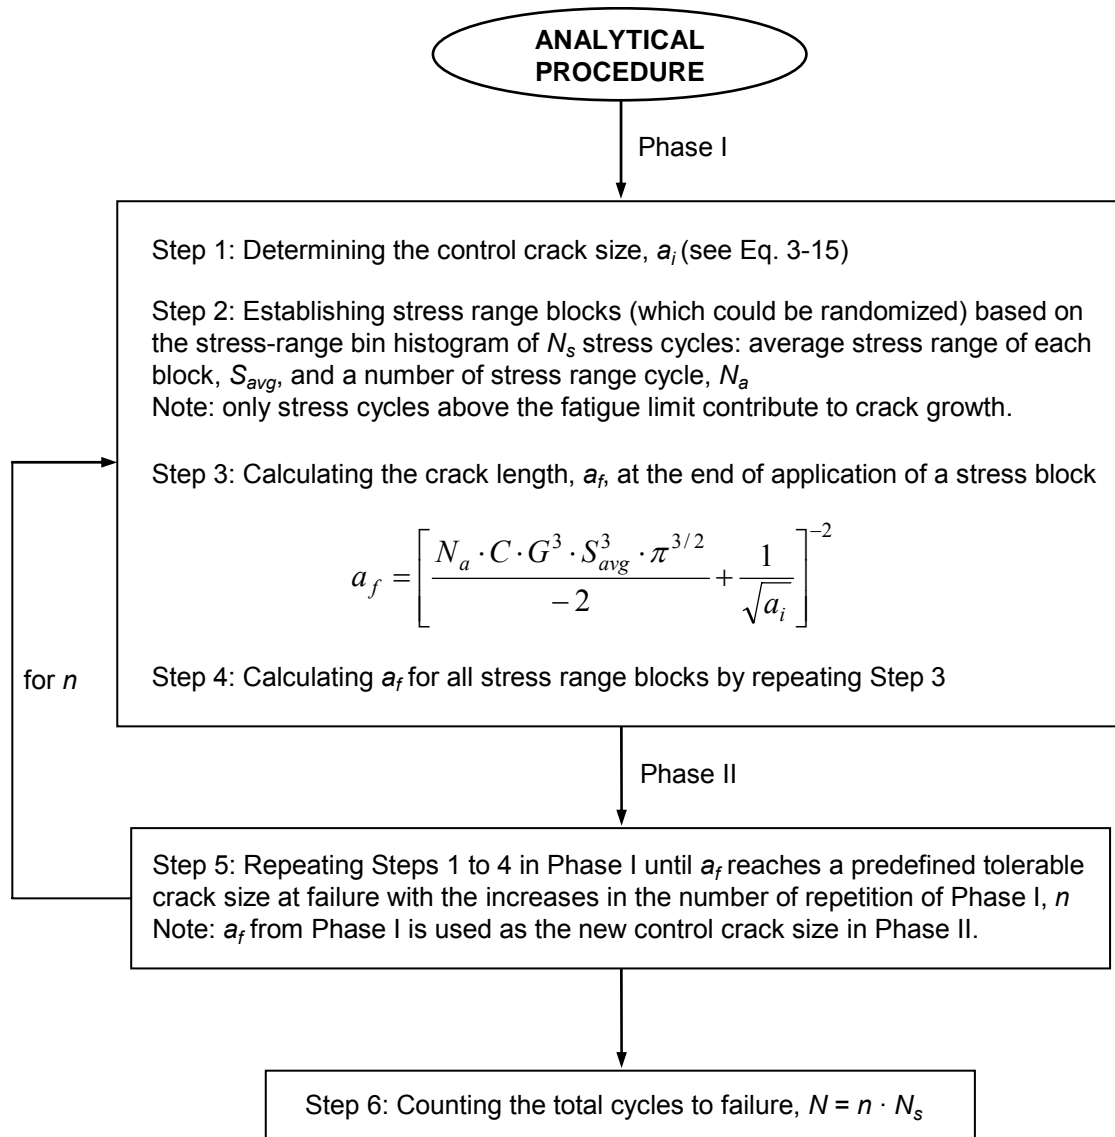 ANALYTICAL
PROCEDURE
Phase I
Step 1: Determining the control crack size, a_i (see Eq. 3-15)
Step 2: Establishing stress range blocks (which could be randomized) based on
the stress-range bin histogram of N_s stress cycles: average stress range of each
block, S_avg, and a number of stress range cycle, N_a
Note: only stress cycles above the fatigue limit contribute to crack growth.
Step 3: Calculating the crack length, a_f, at the end of application of a stress block
a_f = [ (N_a · C · G^3 · S_avg^3 · π^{3/2}) / (-2) + 1 / √a_i ]^{-2}
for n
Step 4: Calculating a_f for all stress range blocks by repeating Step 3
Phase II
Step 5: Repeating Steps 1 to 4 in Phase I until a_f reaches a predefined tolerable
crack size at failure with the increases in the number of repetition of Phase I, n
Note: a_f from Phase I is used as the new control crack size in Phase II.
Step 6: Counting the total cycles to failure, N = n · N_s